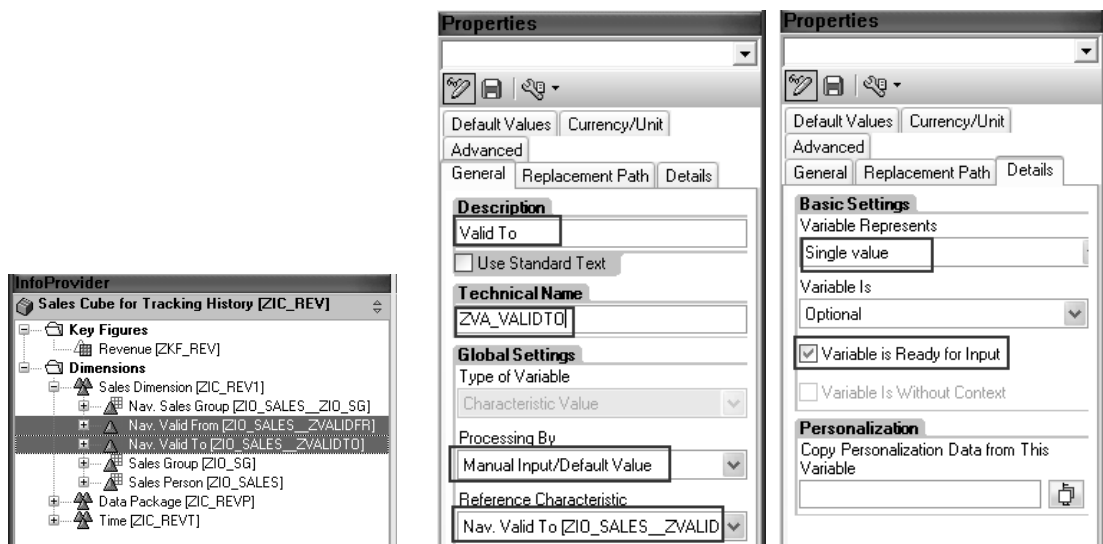 InfoProvider
Sales Cube for Tracking History [ZIC_REV]
Key Figures
Revenue [ZKF_REV]
Dimensions
Sales Dimension [ZIC_REV1]
Nav. Sales Group [ZIO_SALES__ZIO_SG]
Nav. Valid From [ZIO_SALES__ZVALIDFR]
Nav. Valid To [ZIO_SALES__ZVALIDTO]
Sales Group [ZIO_SG]
Sales Person [ZIO_SALES]
Data Package [ZIC_REVP]
Time [ZIC_REVT]
Properties
Default Values Currency/Unit
Advanced
General Replacement Path Details
Description
Valid To
Use Standard Text
Technical Name
ZVA_VALIDTO
Global Settings
Type of Variable
Characteristic Value
Processing By
Manual Input/Default Value
Reference Characteristic
Nav. Valid To [ZIO_SALES__ZVALID
Properties
Default Values Currency/Unit
Advanced
General Replacement Path Details
Basic Settings
Variable Represents
Single value
Variable Is
Optional
Variable is Ready for Input
Variable Is Without Context
Personalization
Copy Personalization Data from This
Variable